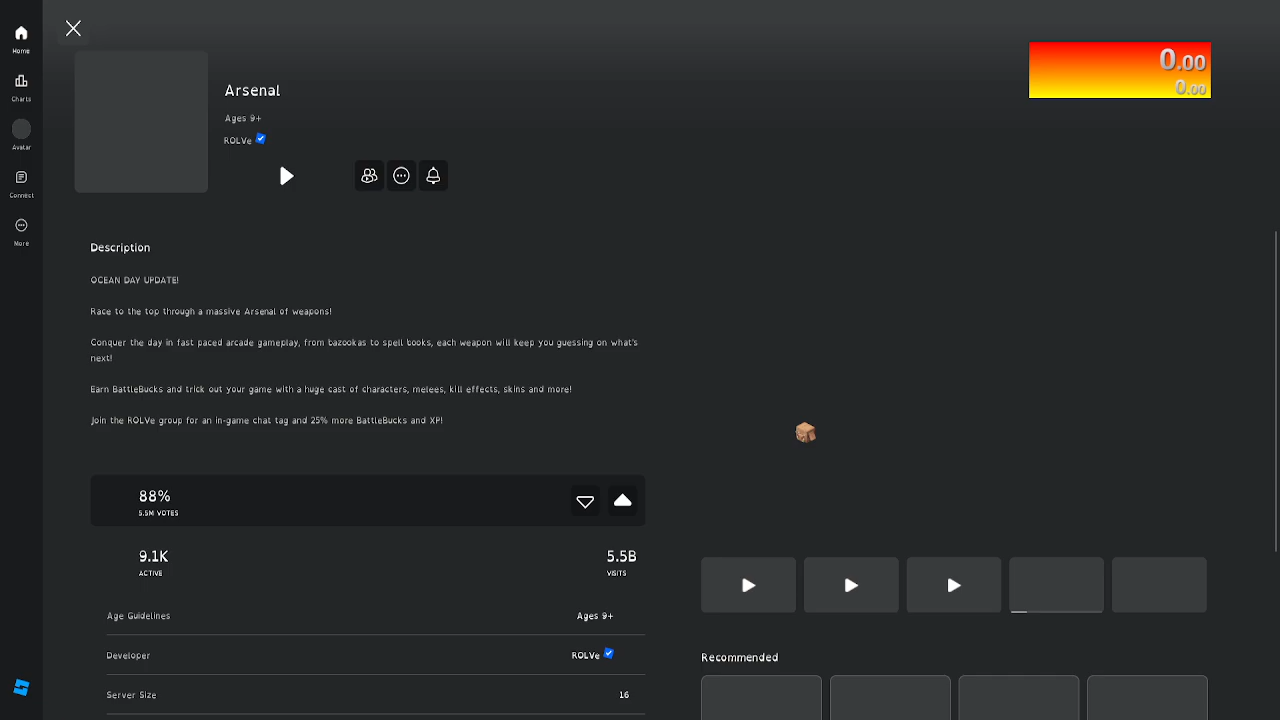 Home
Charts
Avatar
Connect
More
Arsenal
Ages 9+
ROLVe
0.00
0.00
Description
OCEAN DAY UPDATE!
Race to the top through a massive Arsenal of weapons!
Conquer the day in fast paced arcade gameplay, from bazookas to spell books, each weapon will keep you guessing on what's
next!
Earn BattleBucks and trick out your game with a huge cast of characters, melees, kill effects, skins and more!
Join the ROLVe group for an in-game chat tag and 25% more BattleBucks and XP!
88%
5.5M VOTES
9.1K
ACTIVE
5.5B
VISITS
Age Guidelines
Ages 9+
Developer
ROLVe
Server Size
16
Recommended